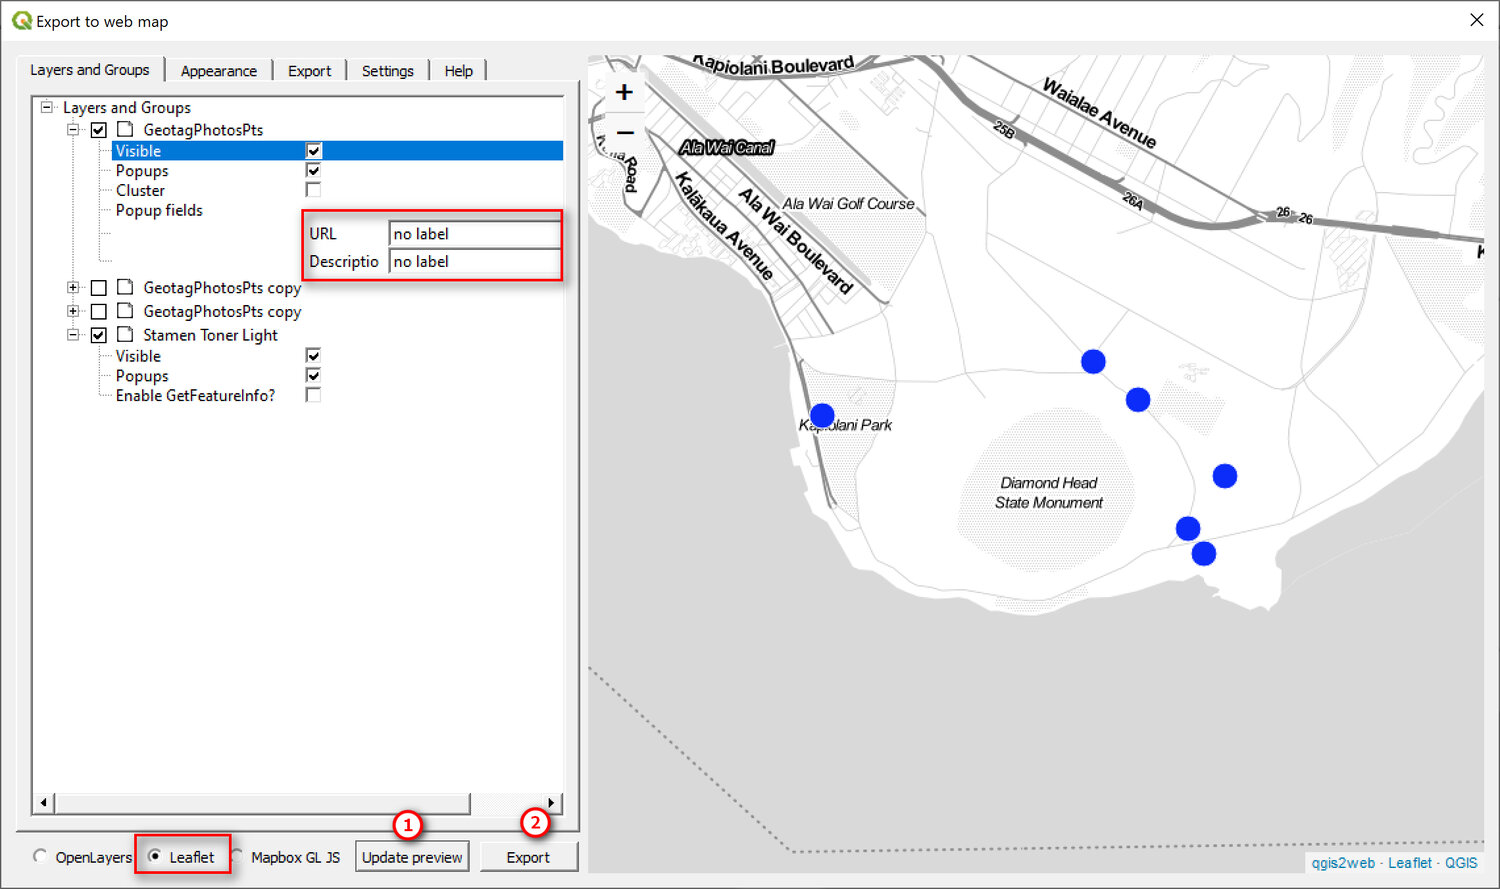 Export to web map
Layers and Groups
Appearance
Export
Settings
Help
Layers and Groups
GeotagPhotosPts
Visible
Popups
Cluster
Popup fields
URL no label
Descriptio no label
GeotagPhotosPts copy
GeotagPhotosPts copy
Stamen Toner Light
Visible
Popups
Enable GetFeatureInfo?
1
2
OpenLayers
Leaflet
Mapbox GL JS
Update preview
Export
+
−
Kapiolani Boulevard
Waialae Avenue
25B
26A
26
26
Ala Wai Canal
Road
Ala Wai Golf Course
Ala Wai Boulevard
Kalākaua Avenue
Kapiolani Park
Diamond Head
State Monument
qgis2web · Leaflet · QGIS